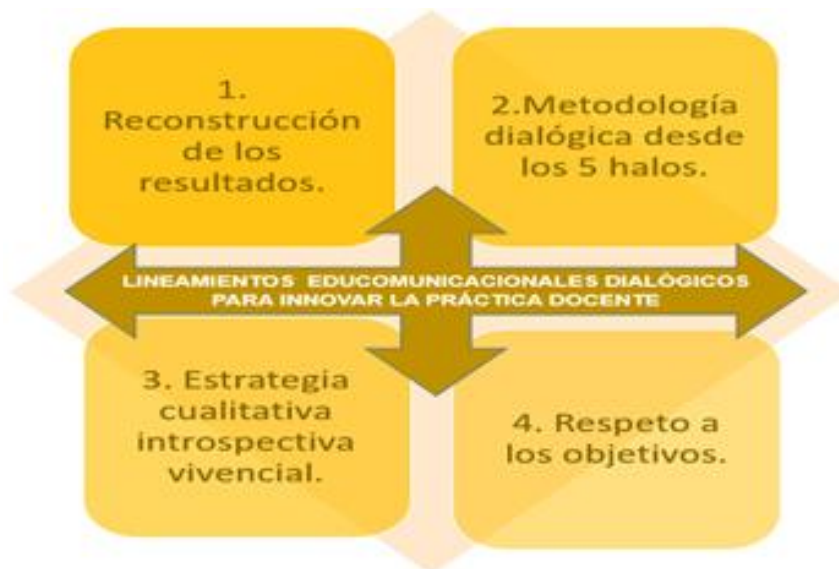 1.
Reconstrucción
de los
resultados.
2.Metodología
dialógica desde
los 5 halos.
LINEAMIENTOS EDUCOMUNICACIONALES DIALÓGICOS
PARA INNOVAR LA PRÁCTICA DOCENTE
3. Estrategia
cualitativa
introspectiva
vivencial.
4. Respeto a
los objetivos.